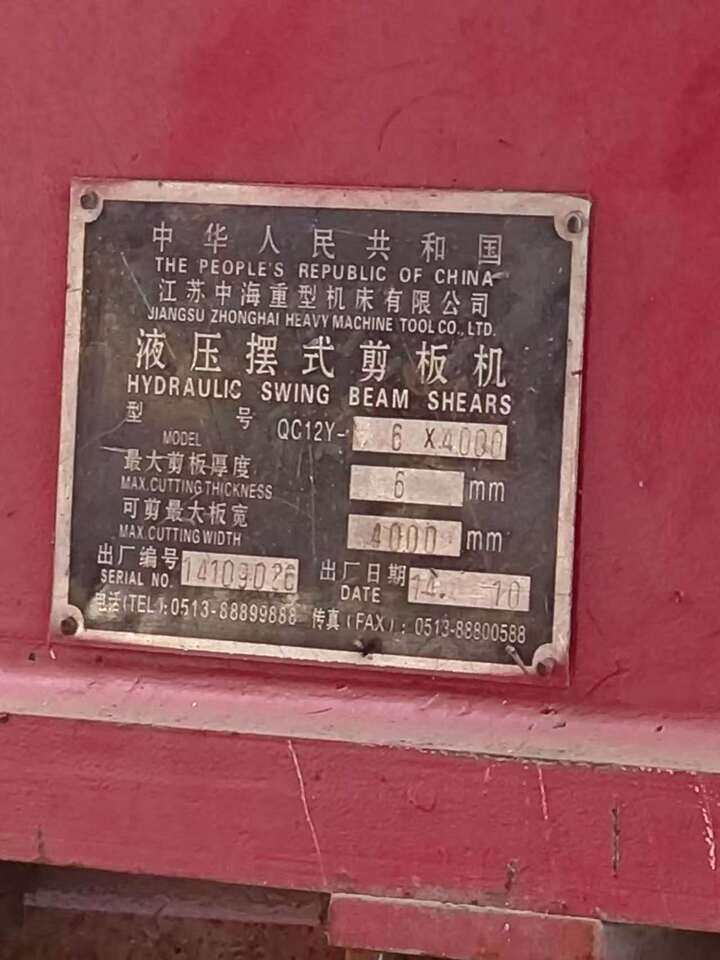 中华人民共和国
THE PEOPLE'S REPUBLIC OF CHINA
江苏中海重型机床有限公司
JIANGSU ZHONGHAI HEAVY MACHINE TOOL CO., LTD.
液压摆式剪板机
HYDRAULIC SWING BEAM SHEARS
型 号 QC12Y- 6 X4000
MODEL
最大剪板厚度 6 mm
MAX.CUTTING THICKNESS
可剪最大板宽 4000 mm
MAX.CUTTING WIDTH
出厂编号 14109026 出厂日期 14. 10
SERIAL NO. DATE
电话(TEL):0513-88899888 传真(FAX):0513-88800588